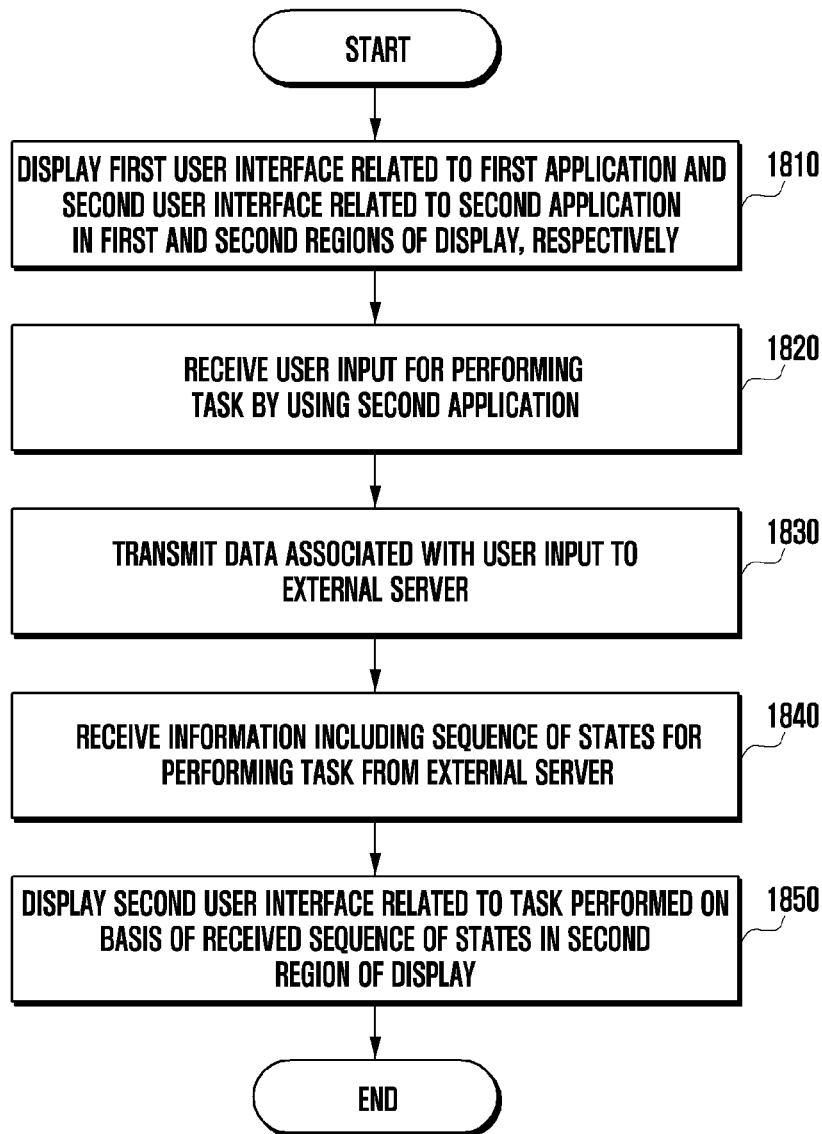 START
DISPLAY FIRST USER INTERFACE RELATED TO FIRST APPLICATION AND
SECOND USER INTERFACE RELATED TO SECOND APPLICATION
IN FIRST AND SECOND REGIONS OF DISPLAY, RESPECTIVELY
1810
RECEIVE USER INPUT FOR PERFORMING
TASK BY USING SECOND APPLICATION
1820
TRANSMIT DATA ASSOCIATED WITH USER INPUT TO
EXTERNAL SERVER
1830
RECEIVE INFORMATION INCLUDING SEQUENCE OF STATES FOR
PERFORMING TASK FROM EXTERNAL SERVER
1840
DISPLAY SECOND USER INTERFACE RELATED TO TASK PERFORMED ON
BASIS OF RECEIVED SEQUENCE OF STATES IN SECOND
REGION OF DISPLAY
1850
END